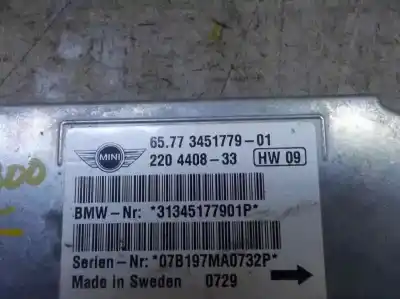 65.77 3451779-01
MINI
220 4408-33 HW 09
BMW-Nr: *31345177901P*
Serien-Nr: *07B197MA0732P*
Made in Sweden 0729